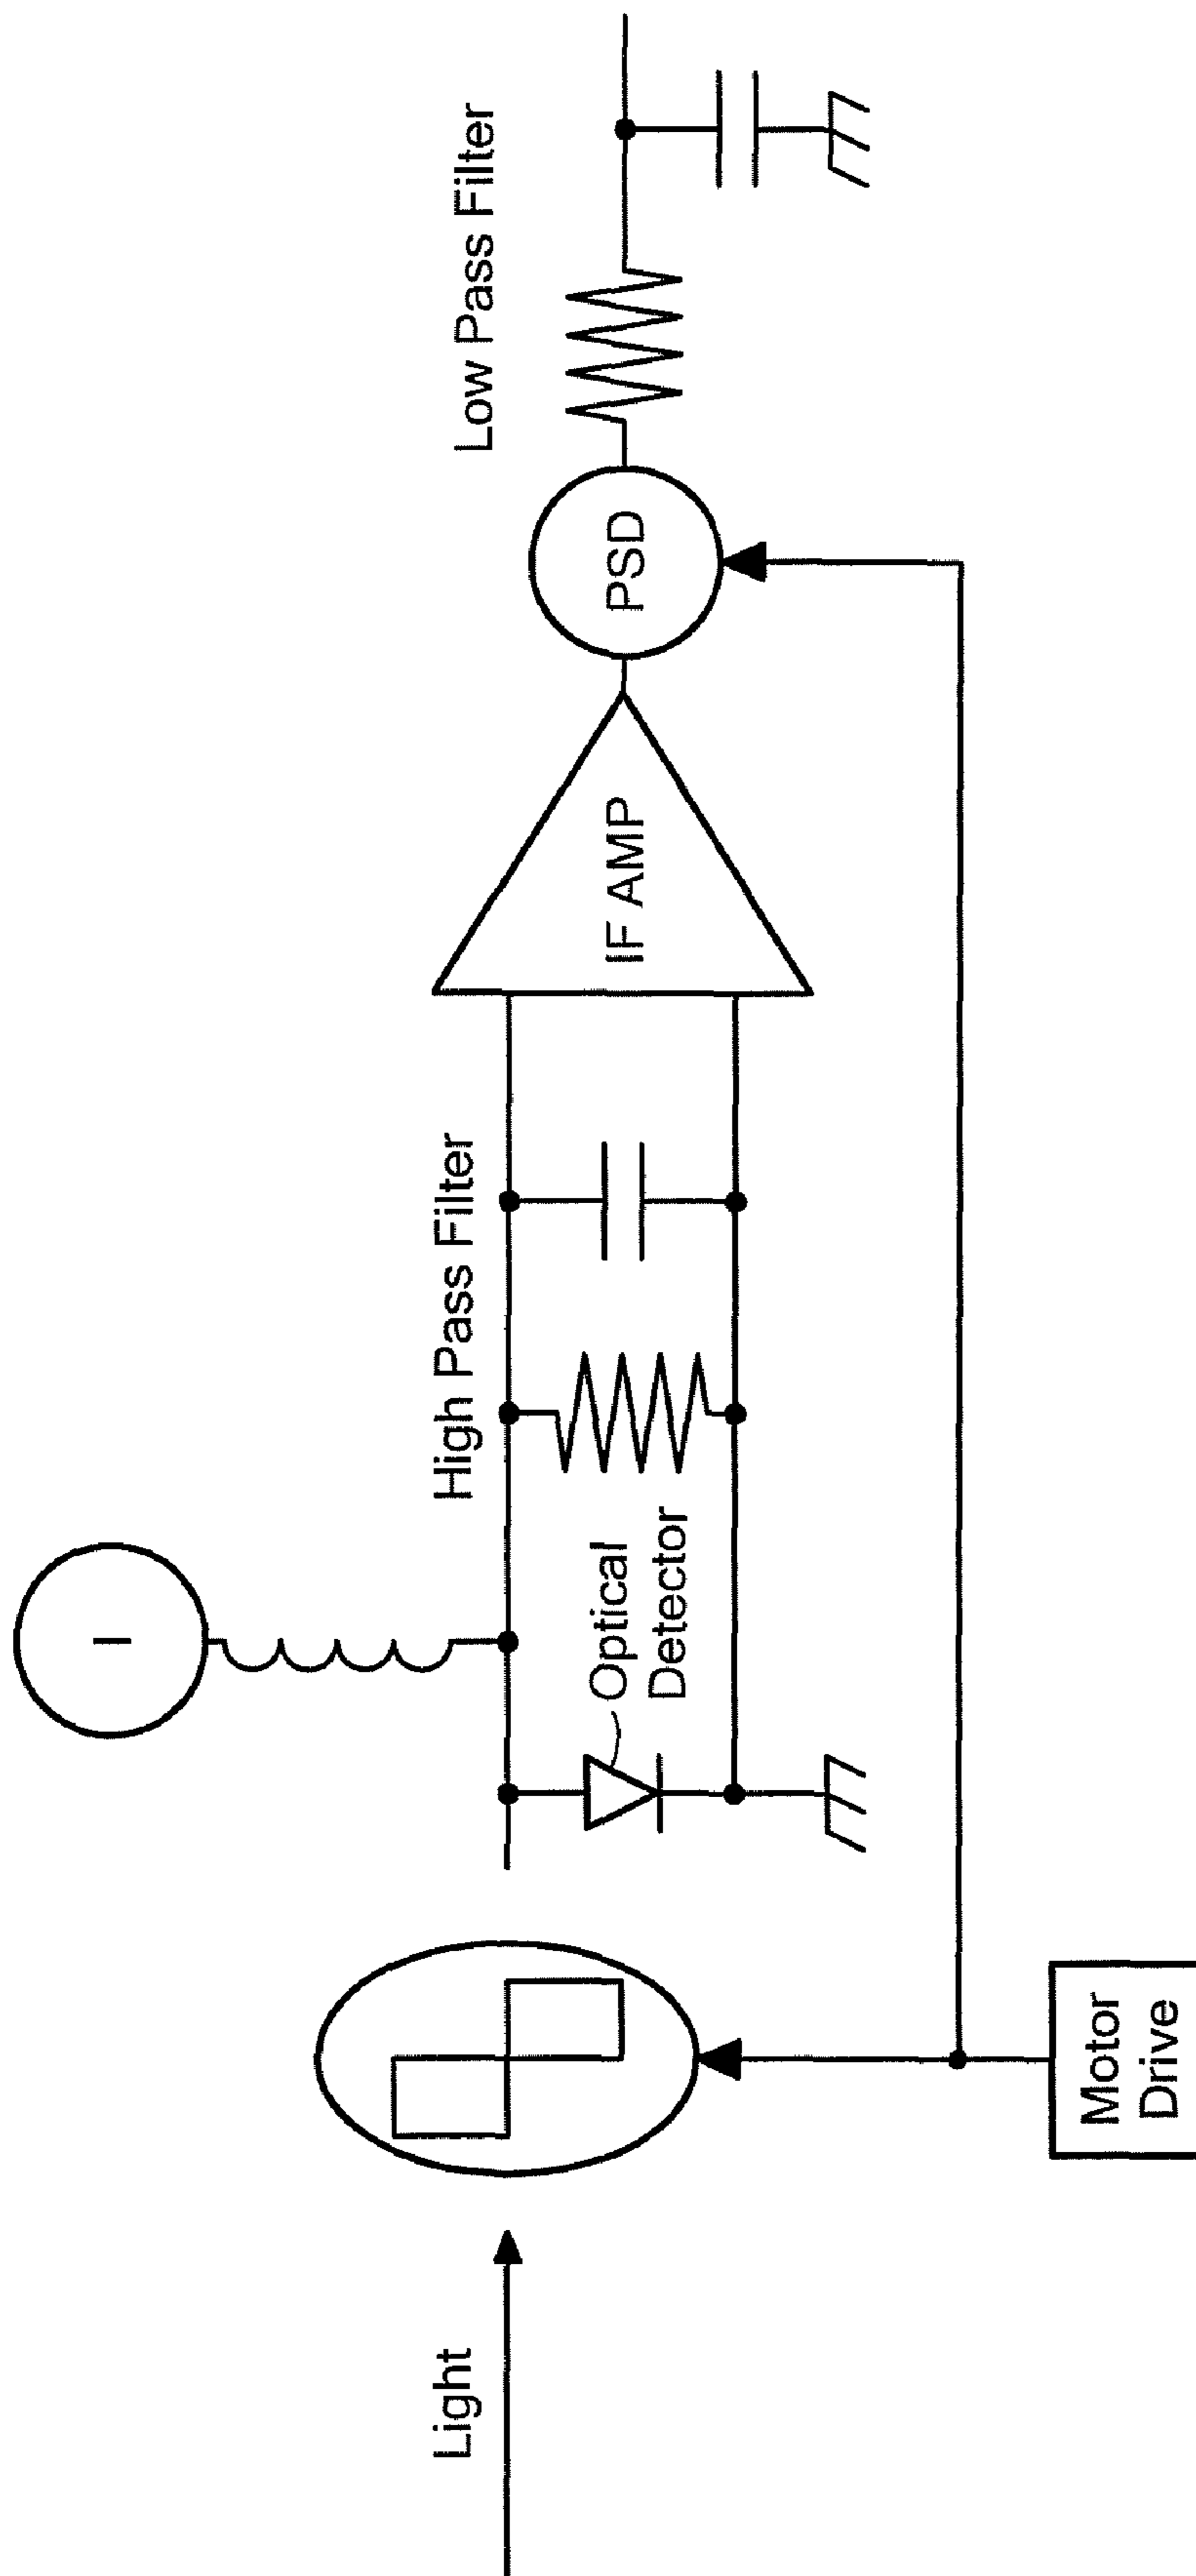 Light
Motor
Drive
I
Optical
Detector
High Pass Filter
IF AMP
PSD
Low Pass Filter